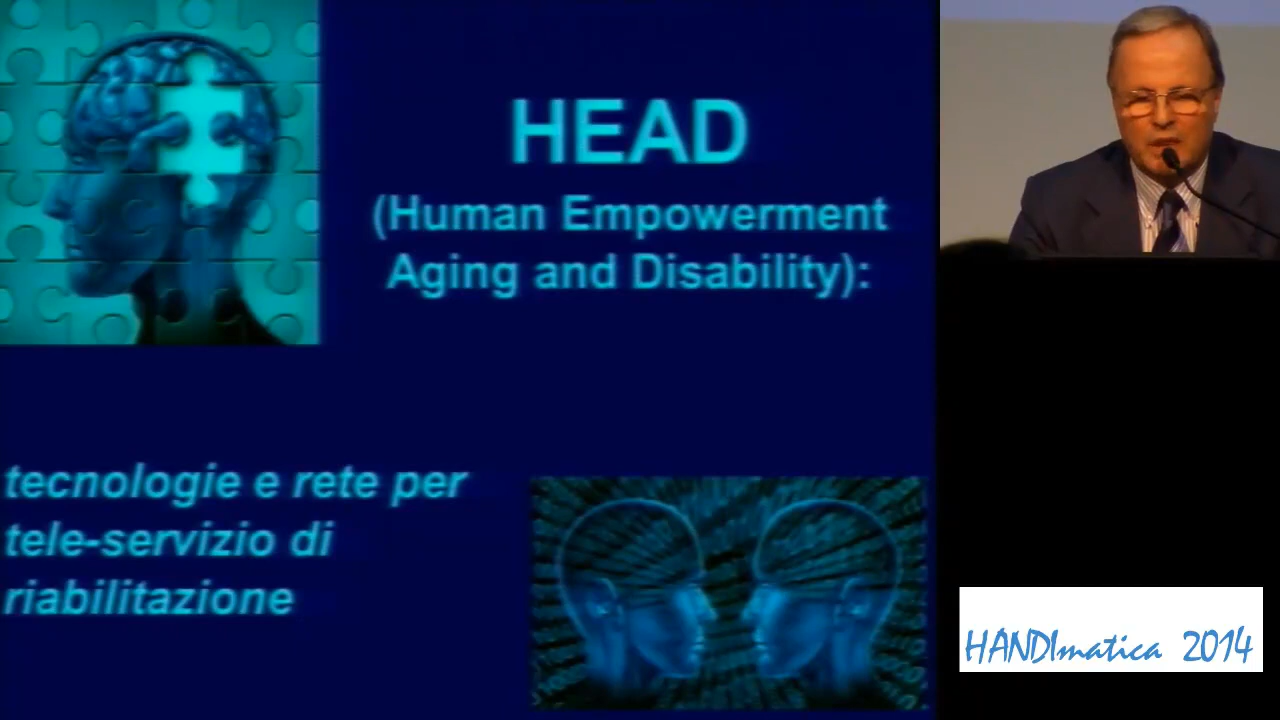 HEAD
(Human Empowerment
Aging and Disability):
tecnologie e rete per
tele-servizio di
riabilitazione
HANDImatica 2014